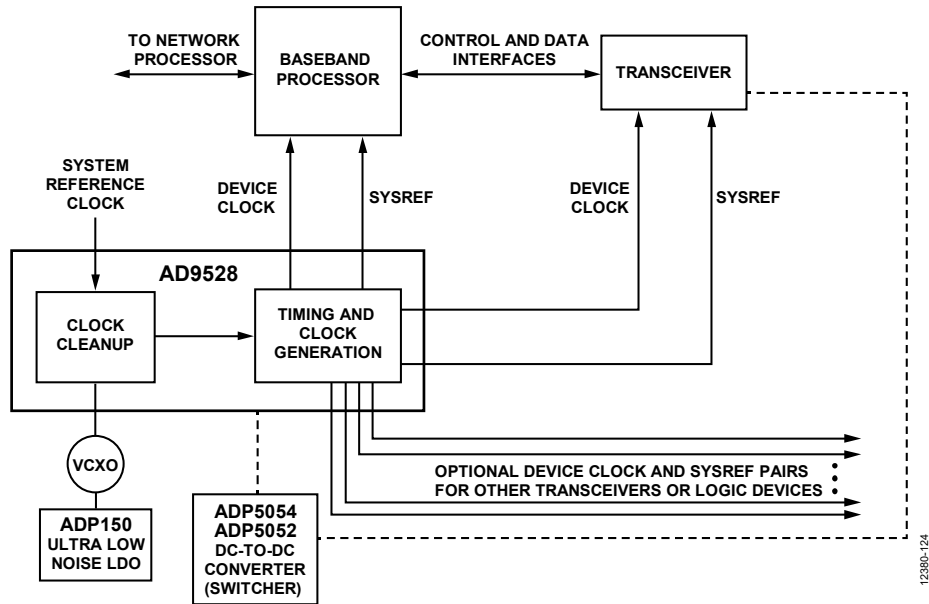 TO NETWORK
PROCESSOR
BASEBAND
PROCESSOR
CONTROL AND DATA
INTERFACES
TRANSCEIVER
SYSTEM
REFERENCE
CLOCK
DEVICE
CLOCK
SYSREF
DEVICE
CLOCK
SYSREF
AD9528
CLOCK
CLEANUP
TIMING AND
CLOCK
GENERATION
VCXO
OPTIONAL DEVICE CLOCK AND SYSREF PAIRS
FOR OTHER TRANSCEIVERS OR LOGIC DEVICES
ADP150
ULTRA LOW
NOISE LDO
ADP5054
ADP5052
DC-TO-DC
CONVERTER
(SWITCHER)
12380-124